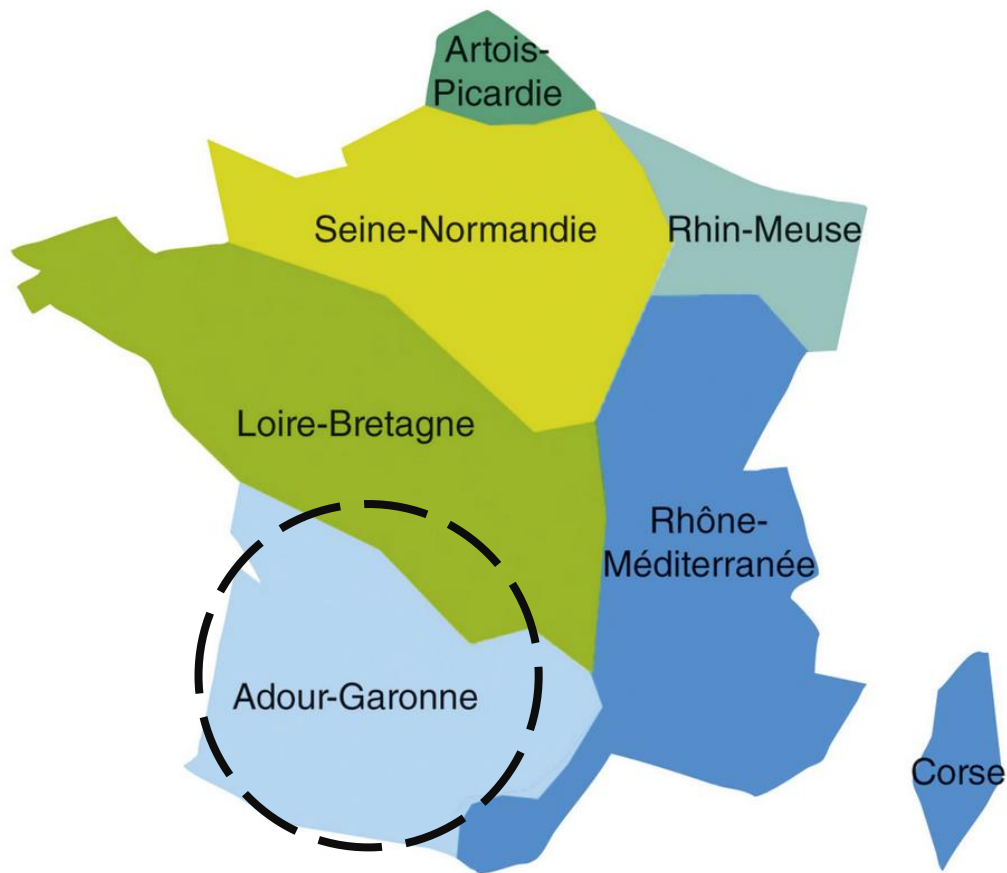 Artois-
Picardie
Seine-Normandie
Rhin-Meuse
Loire-Bretagne
Rhône-
Méditerranée
Adour-Garonne
Corse